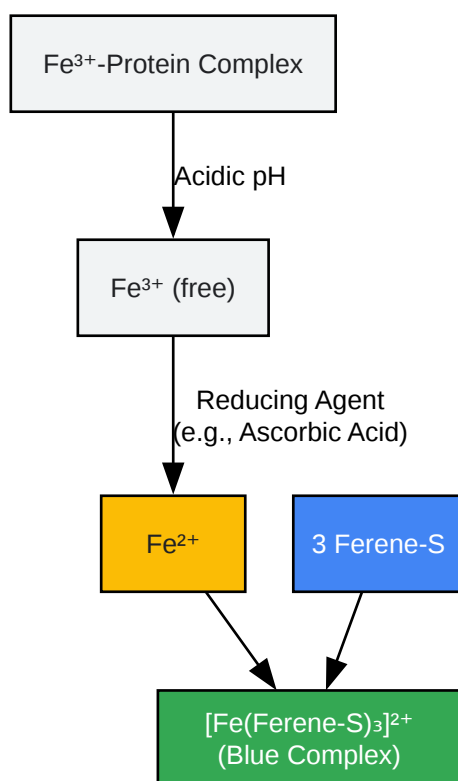 Fe³⁺-Protein Complex
Acidic pH
Fe³⁺ (free)
Reducing Agent
(e.g., Ascorbic Acid)
Fe²⁺
3 Ferene-S
[Fe(Ferene-S)₃]²⁺
(Blue Complex)